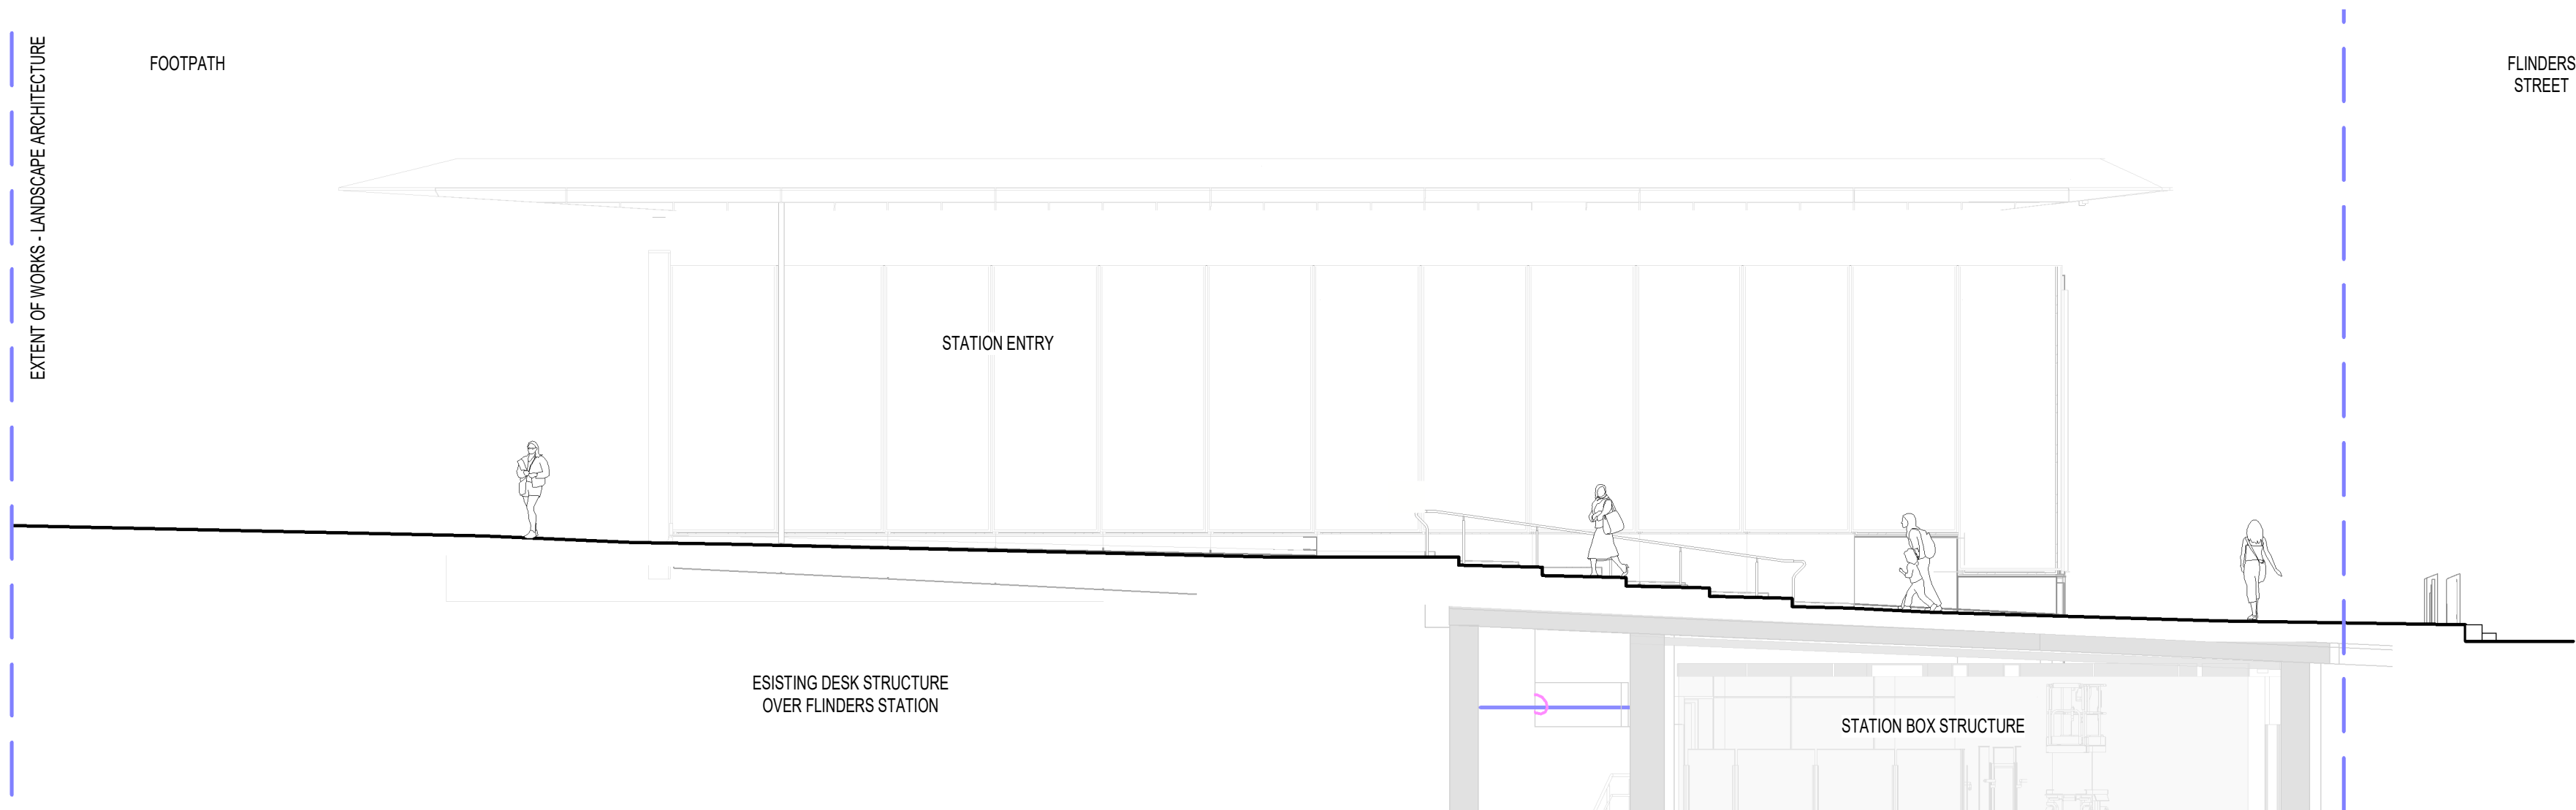 EXTENT OF WORKS - LANDSCAPE ARCHITECTURE
FOOTPATH
FLINDERS
STREET
STATION ENTRY
ESISTING DESK STRUCTURE
OVER FLINDERS STATION
STATION BOX STRUCTURE